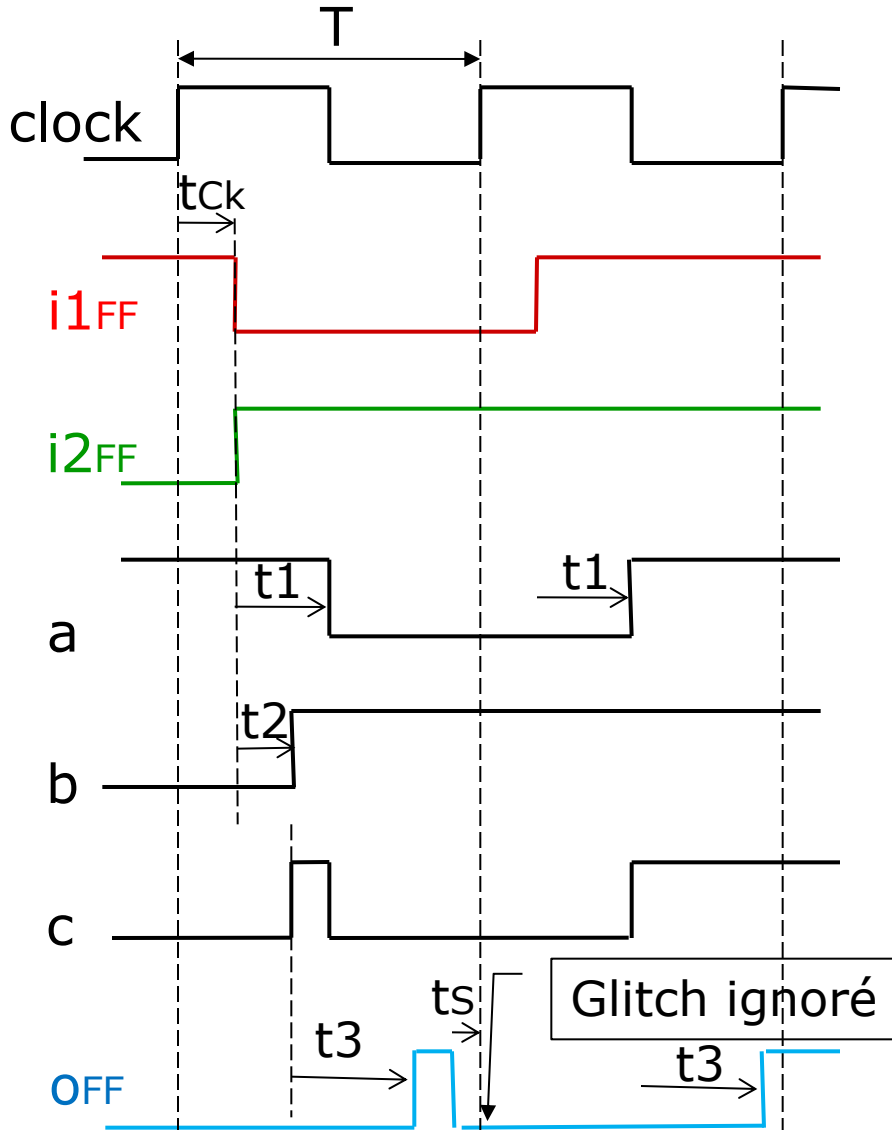 T
clock
tCk
i1FF
i2FF
t1
t1
a
t2
b
c
tS
Glitch ignoré
t3
t3
oFF